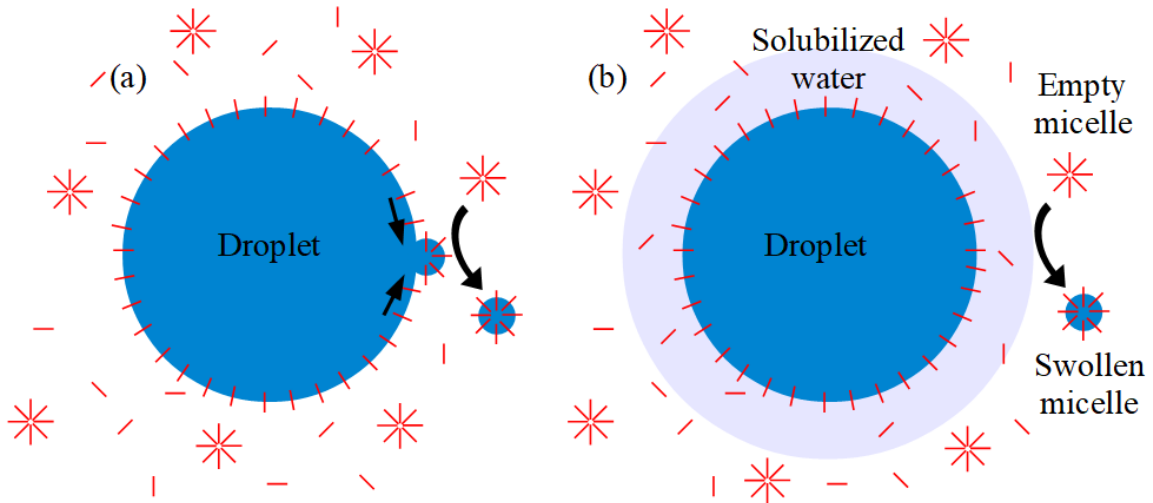 (a)
Droplet
(b)
Solubilized
water
Empty
micelle
Droplet
Swollen
micelle